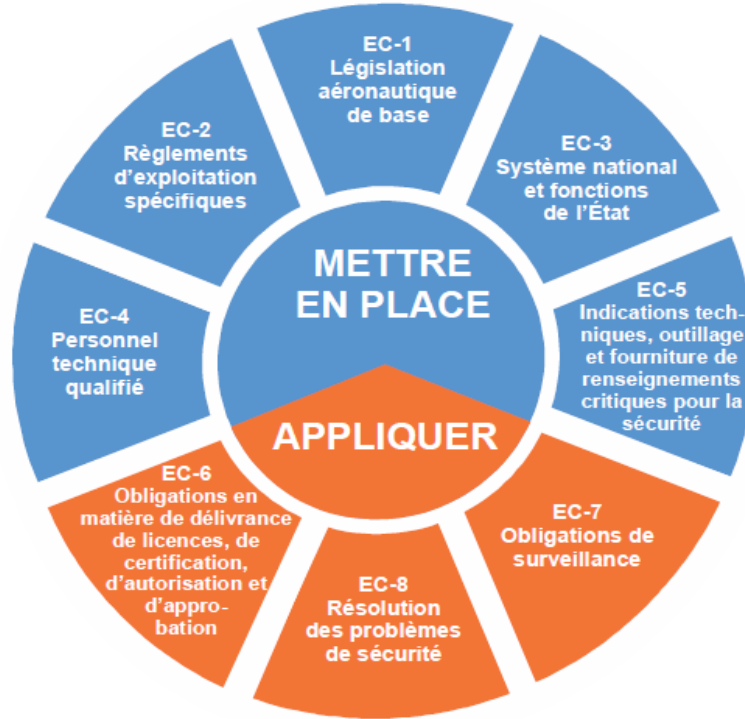 EC-1
Législation
aéronautique
de base
EC-2
Règlements
d'exploitation
spécifiques
EC-3
Système national
et fonctions
de l'État
METTRE
EN PLACE
EC-4
Personnel
technique
qualifié
EC-5
Indications tech-
niques, outillage
et fourniture de
renseignements
critiques pour la
sécurité
APPLIQUER
EC-6
Obligations en
matière de délivrance
de licences, de
certification,
d'autorisation et
d'appro-
bation
EC-7
Obligations de
surveillance
EC-8
Résolution
des problèmes
de sécurité